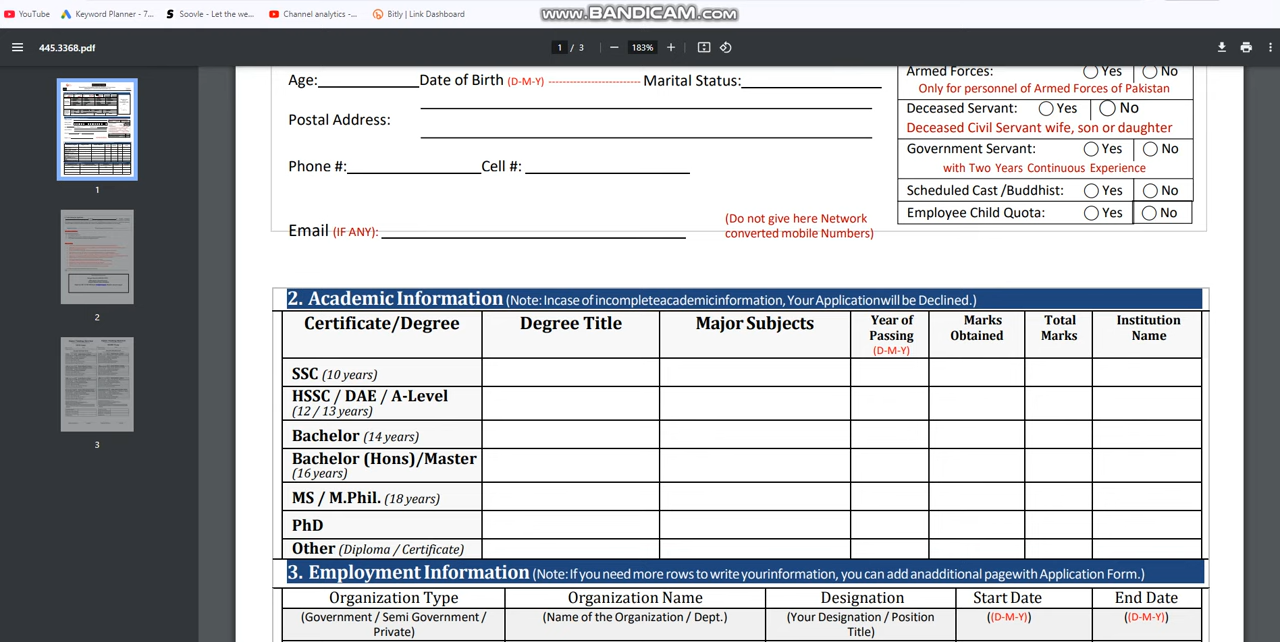 YouTube Keyword Planner - 7... Soovle - Let the we... Channel analytics -... Bitly | Link Dashboard
www.BANDICAM.com
445.3368.pdf
1 / 3 183%
1
2
3
Age: Date of Birth (D-M-Y) ------------------------- Marital Status:
Postal Address:
Phone #: Cell #:
Email (IF ANY):
(Do not give here Network
converted mobile Numbers)
Armed Forces: Yes No
Only for personnel of Armed Forces of Pakistan
Deceased Servant: Yes No
Deceased Civil Servant wife, son or daughter
Government Servant: Yes No
with Two Years Continuous Experience
Scheduled Cast /Buddhist: Yes No
Employee Child Quota: Yes No
2. Academic Information (Note: Incase of incompleteacademicinformation, Your Applicationwill be Declined.)
Certificate/Degree Degree Title Major Subjects Year of Passing (D-M-Y) Marks Obtained Total Marks Institution Name
SSC (10 years)
HSSC / DAE / A-Level
(12 / 13 years)
Bachelor (14 years)
Bachelor (Hons)/Master
(16 years)
MS / M.Phil. (18 years)
PhD
Other (Diploma / Certificate)
3. Employment Information (Note: If you need more rows to write yourinformation, you can add anadditional pagewith Application Form.)
Organization Type Organization Name Designation Start Date End Date
(Government / Semi Government / Private) (Name of the Organization / Dept.) (Your Designation / Position Title) ((D-M-Y) ((D-M-Y)